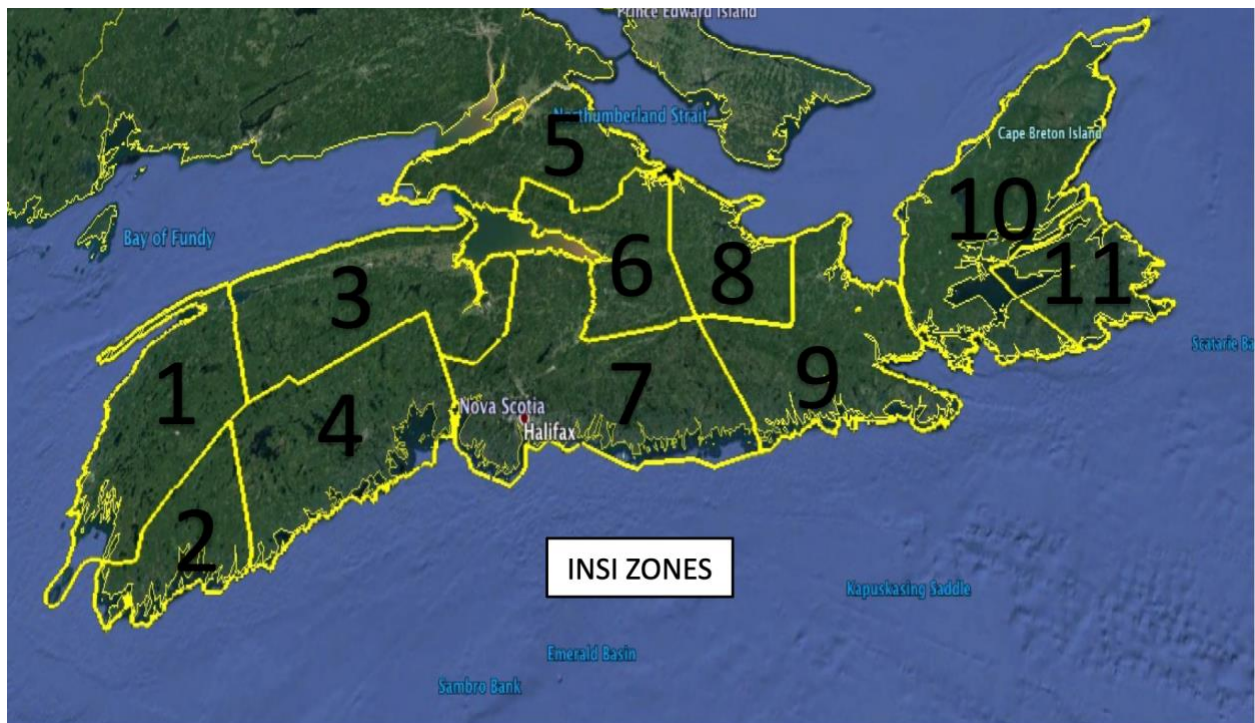 Prince Edward Island
Northumberland Strait
5
Cape Breton Island
10
Bay of Fundy
6
8
11
3
Scatarie Ba
1
9
7
4
Nova Scotia
Halifax
2
INSI ZONES
Kapuskasing Saddle
Emerald Basin
Sambro Bank